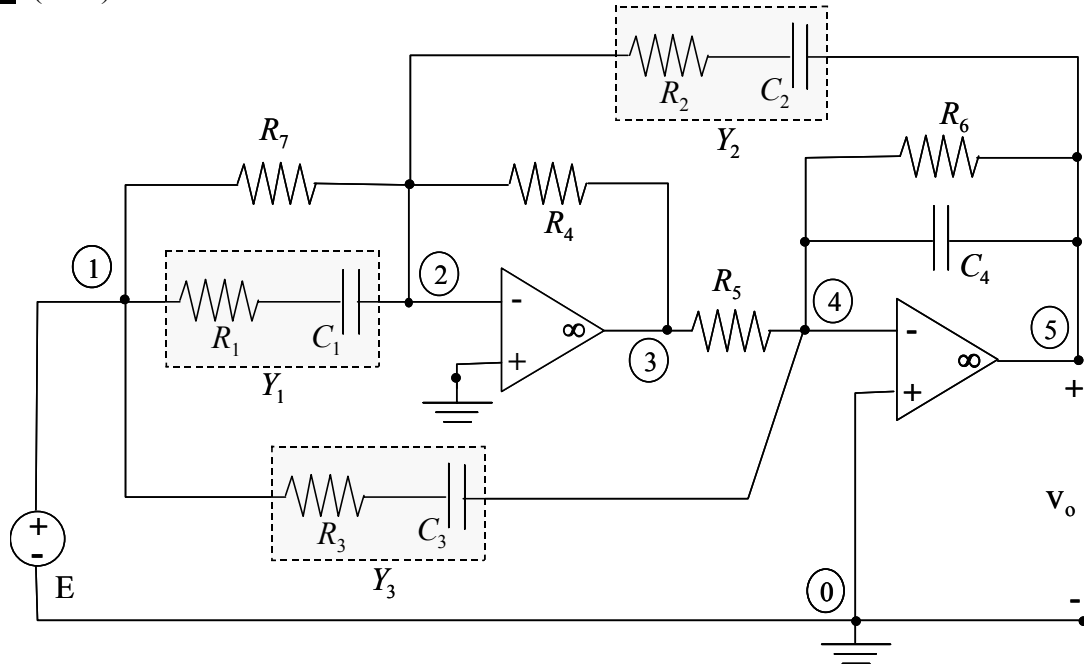 R₂
C₂
Y₂
R₇
R₆
R₄
C₄
1
2
R₁
C₁
Y₁
-
+
∞
3
R₅
4
-
+
∞
5
+
R₃
C₃
Y₃
+
-
E
v₀
0
-